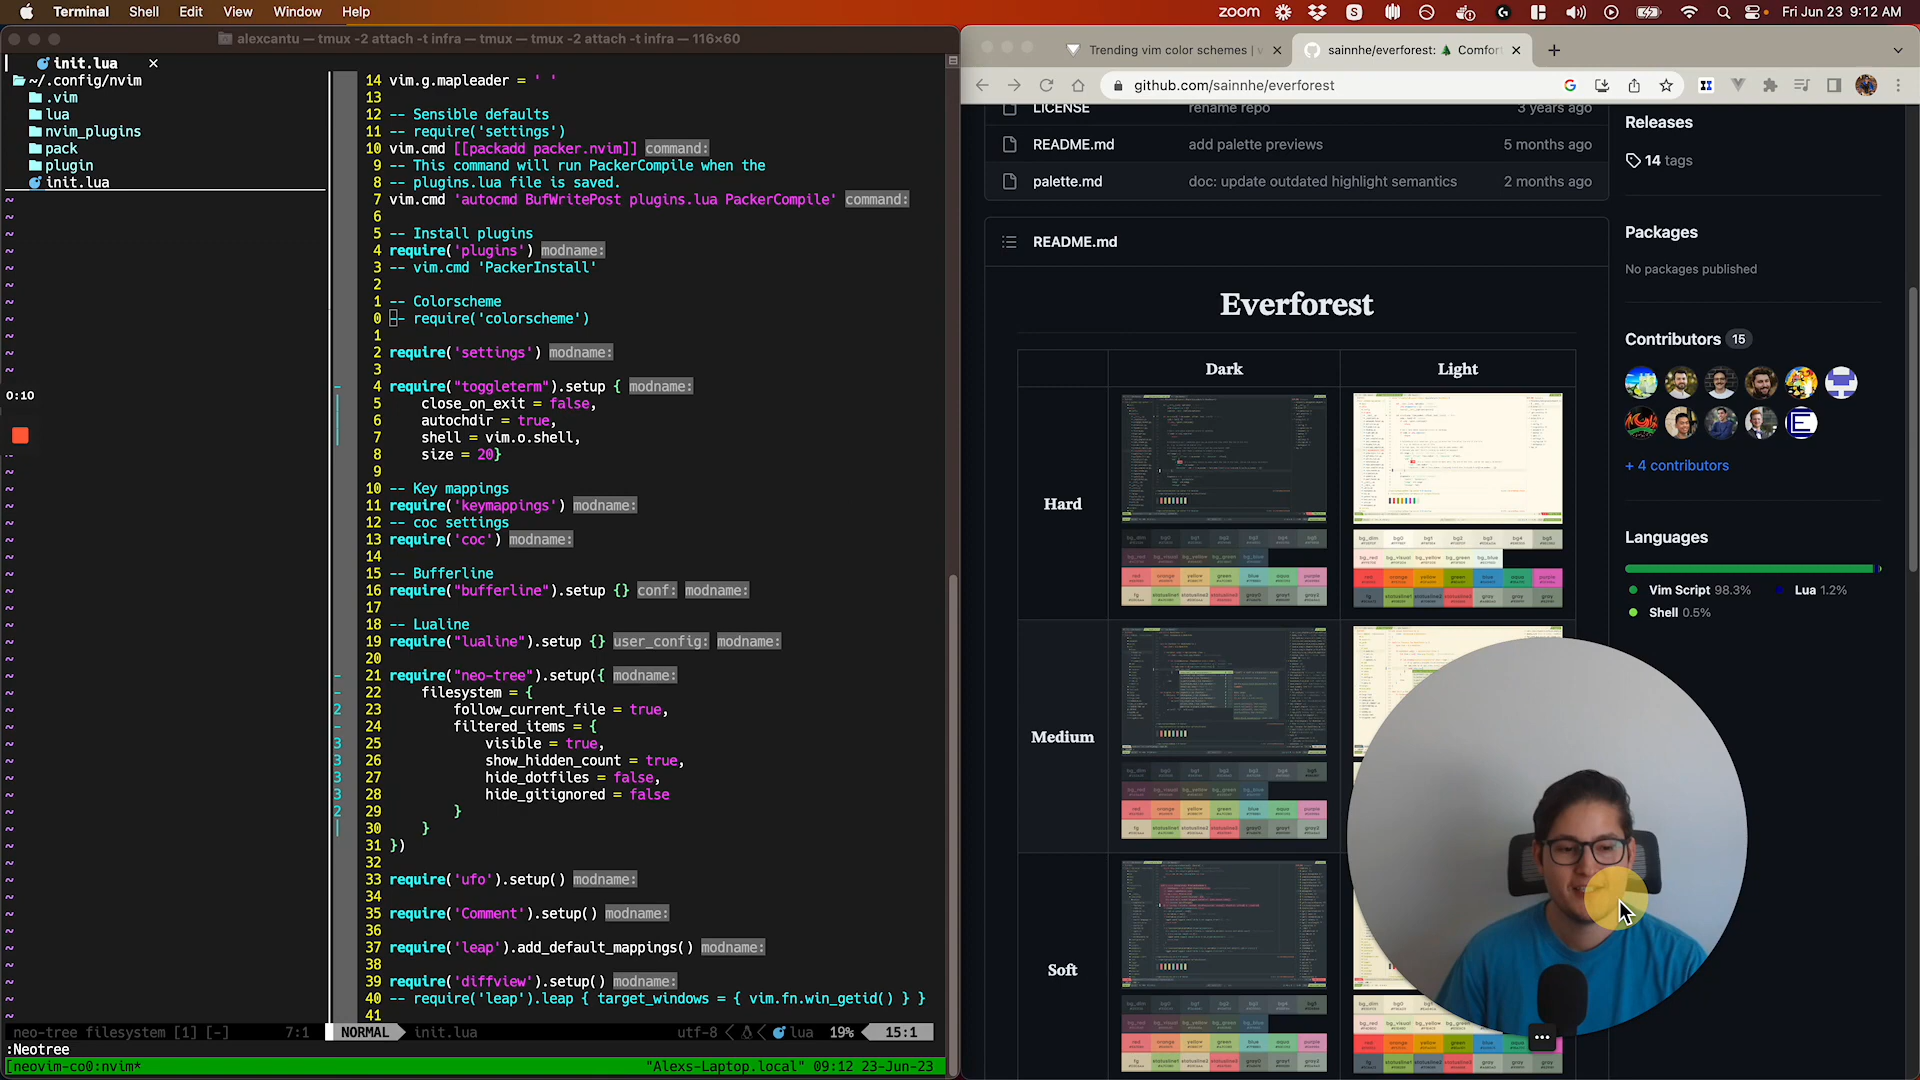 Terminal Shell Edit View Window Help
zoom Fri Jun 23 9:12 AM
alexcantu — tmux -2 attach -t infra — tmux — tmux -2 attach -t infra — 116×60
init.lua
~/.config/nvim
.vim
lua
nvim_plugins
pack
plugin
init.lua
0:10
14 vim.g.mapleader = ' '
13
12 -- Sensible defaults
11 -- require('settings')
10 vim.cmd [[packadd packer.nvim]] command:
9 -- This command will run PackerCompile when the
8 -- plugins.lua file is saved.
7 vim.cmd 'autocmd BufWritePost plugins.lua PackerCompile' command:
6
5 -- Install plugins
4 require('plugins') modname:
3 -- vim.cmd 'PackerInstall'
2
1 -- Colorscheme
0 -- require('colorscheme')
1
2 require('settings') modname:
3
4 require("toggleterm").setup { modname:
5 close_on_exit = false,
6 autochdir = true,
7 shell = vim.o.shell,
8 size = 20}
9
10 -- Key mappings
11 require('keymappings') modname:
12 -- coc settings
13 require('coc') modname:
14
15 -- Bufferline
16 require("bufferline").setup {} conf: modname:
17
18 -- Lualine
19 require("lualine").setup {} user_config: modname:
20
21 require("neo-tree").setup({ modname:
22 filesystem = {
2 23 follow_current_file = true,
24 filtered_items = {
3 25 visible = true,
3 26 show_hidden_count = true,
3 27 hide_dotfiles = false,
3 28 hide_gitignored = false
2 29 }
30 }
31 })
32
33 require('ufo').setup() modname:
34
35 require('Comment').setup() modname:
36
37 require('leap').add_default_mappings() modname:
38
39 require('diffview').setup() modname:
40 -- require('leap').leap { target_windows = { vim.fn.win_getid() } }
41
neo-tree filesystem [1] [-] 7:1 NORMAL init.lua utf-8 lua 19% 15:1
:Neotree
[neovim-co0:nvim* "Alexs-Laptop.local" 09:12 23-Jun-23
Trending vim color schemes | v
sainnhe/everforest: 🌲 Comfort
github.com/sainnhe/everforest
LICENSE rename repo 3 years ago
README.md add palette previews 5 months ago
palette.md doc: update outdated highlight semantics 2 months ago
README.md
Everforest
Dark Light
Hard
Medium
Soft
Releases
14 tags
Packages
No packages published
Contributors 15
+ 4 contributors
Languages
Vim Script 98.3% Lua 1.2%
Shell 0.5%